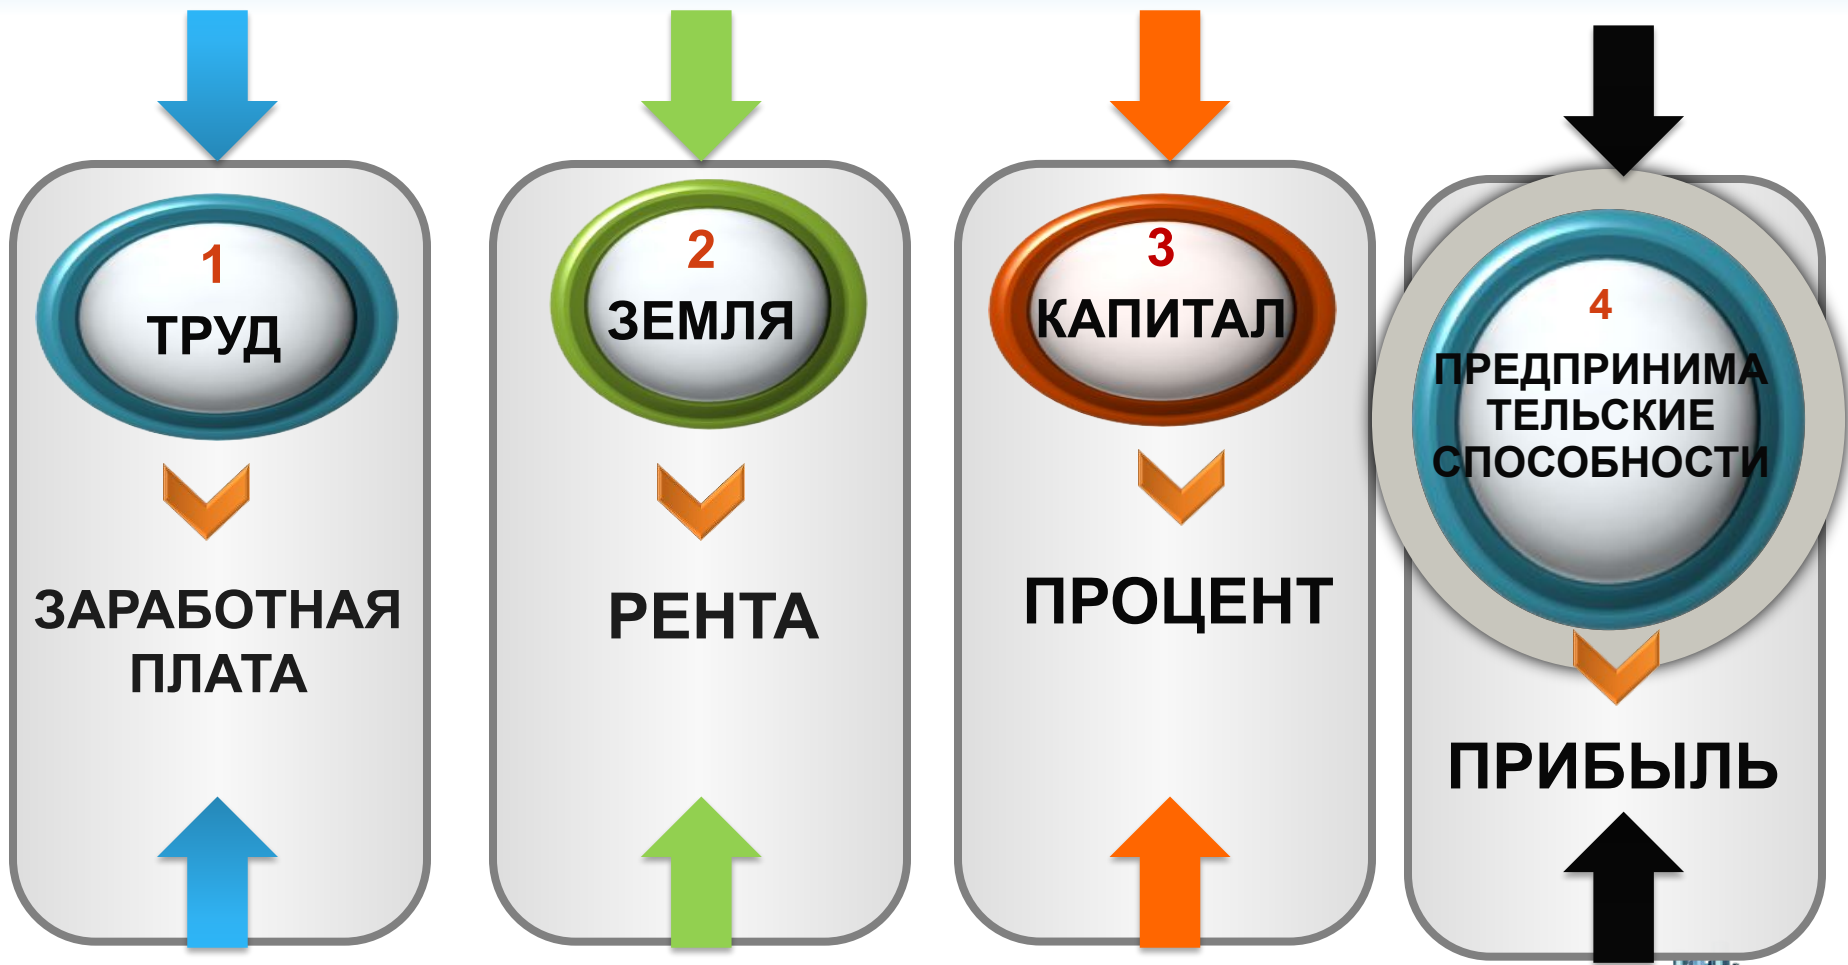 1
ТРУД
ЗАРАБОТНАЯ
ПЛАТА
2
ЗЕМЛЯ
РЕНТА
3
КАПИТАЛ
ПРОЦЕНТ
4
ПРЕДПРИНИМА
ТЕЛЬСКИЕ
СПОСОБНОСТИ
ПРИБЫЛЬ